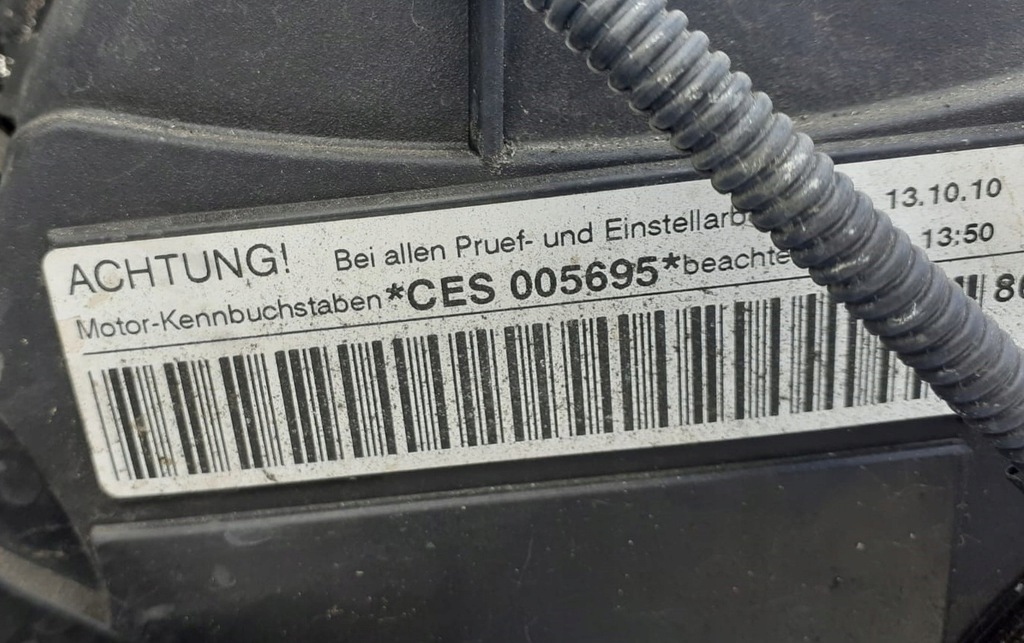 ACHTUNG! Bei allen Pruef- und Einstellarb 13.10.10
Motor-Kennbuchstaben *CES 005695* beachte 13:50